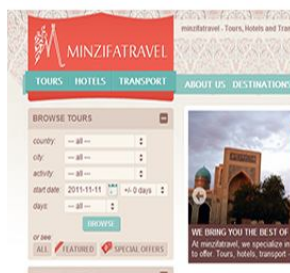 MINZIFATRAVEL
minzifatravel - Tours, Hotels and Tran
TOURS HOTELS TRANSPORT ABOUT US DESTINATIONS
BROWSE TOURS
country: --- all ---
city: --- all ---
activity: --- all ---
start date: 2011-11-11 +/- 0 days
days: --- all ---
BROWSE
or see:
ALL FEATURED SPECIAL OFFERS
WE BRING YOU THE BEST OF
At minzifatravel, we specialize in
to offer. Tours, hotels, transport -